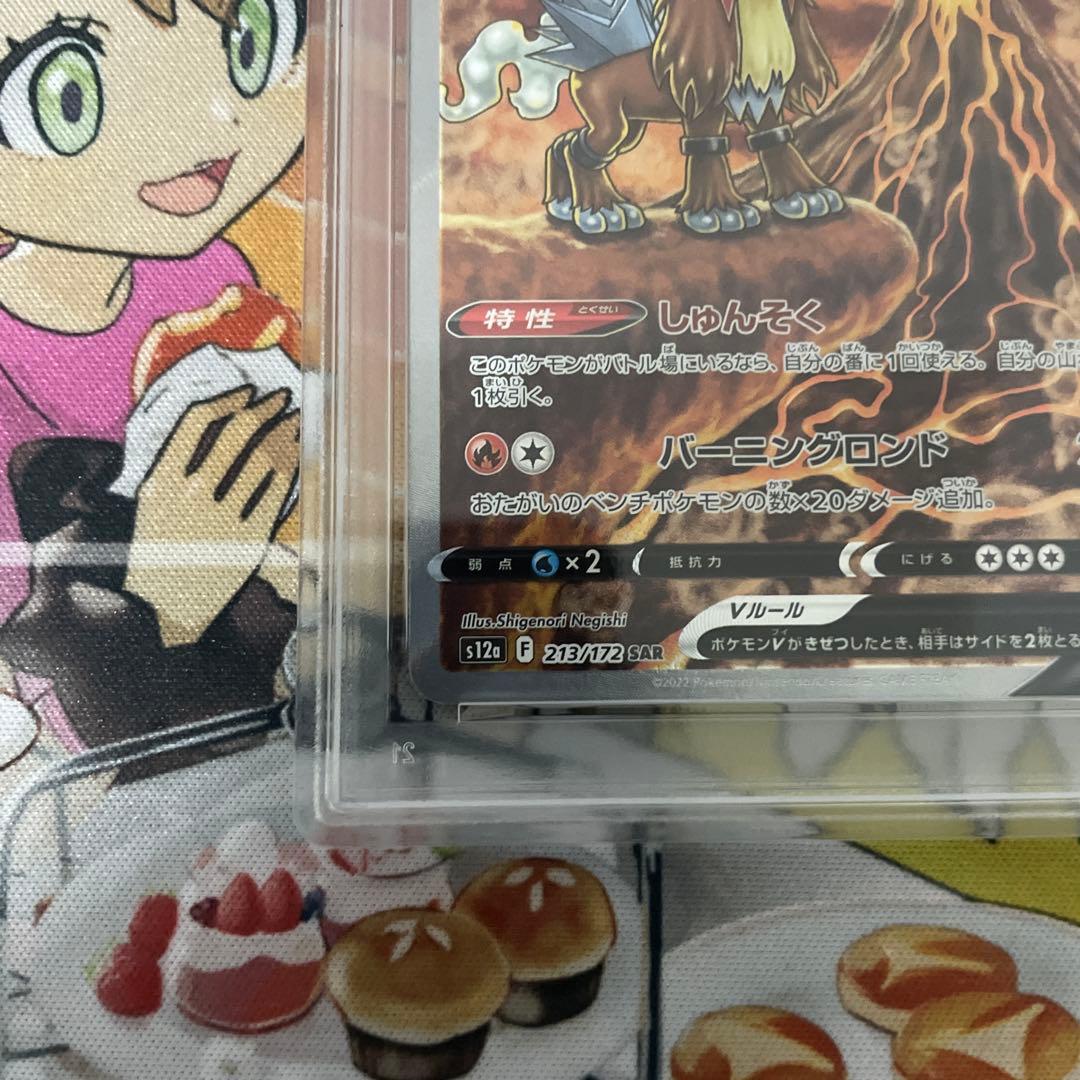 特性 とくせい しゅんそく
このポケモンがバトル場にいるなら、自分の番に1回使える。自分の山
1枚引く。
バーニングロンド
おたがいのベンチポケモンの数×20ダメージ追加。
弱点 ×2 抵抗力 にげる
Illus.Shigenori Negishi
Vルール
ポケモンVがきぜつしたとき、相手はサイドを2枚とる
s12a F 213/172 SAR
21